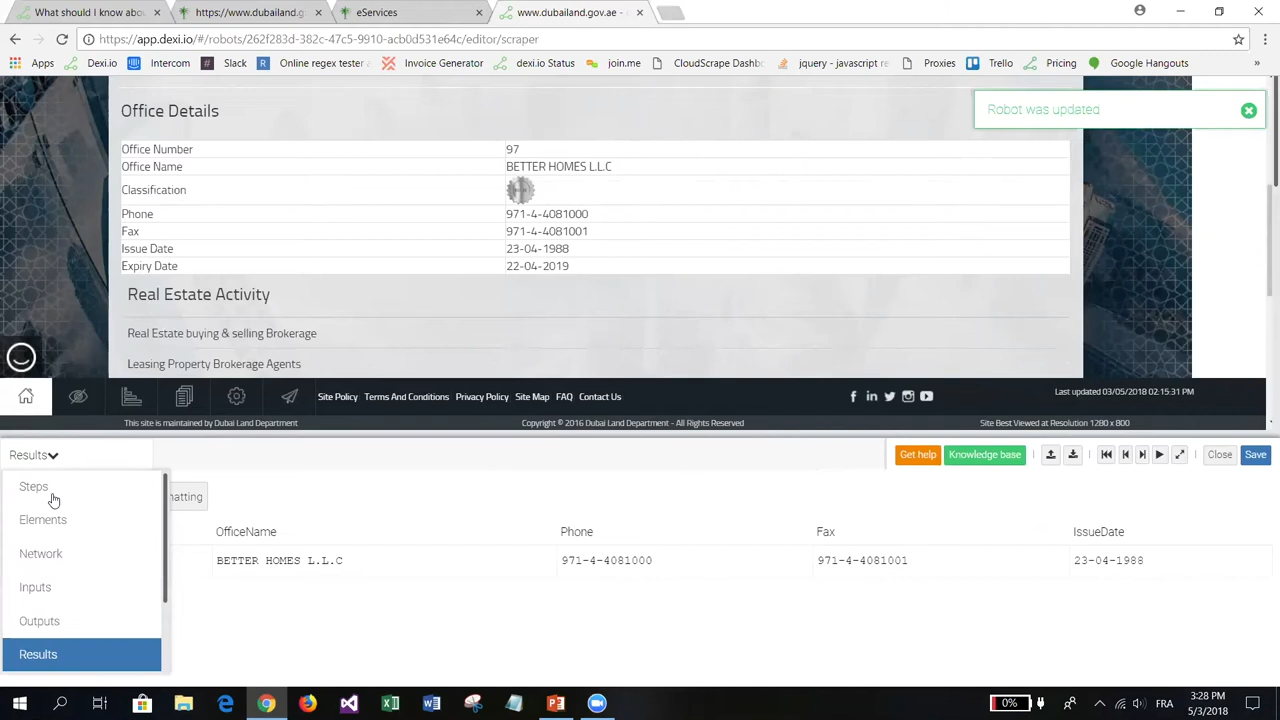 What should I know abou
https://www.dubailand.g
eServices
www.dubailand.gov.ae -
https://app.dexi.io/#/robots/262f283d-382c-47c5-9910-acb0d531e64c/editor/scraper
Apps
Dexi.io
Intercom
Slack
Online regex tester
Invoice Generator
dexi.io Status
join.me
CloudScrape Dashbo
jquery - javascript re
Proxies
Trello
Pricing
Google Hangouts
»
Office Details
Robot was updated
Office Number 97
Office Name BETTER HOMES L.L.C
Classification
Phone 971-4-4081000
Fax 971-4-4081001
Issue Date 23-04-1988
Expiry Date 22-04-2019
Real Estate Activity
Real Estate buying & selling Brokerage
Leasing Property Brokerage Agents
Site Policy Terms And Conditions Privacy Policy Site Map FAQ Contact Us
Last updated 03/05/2018 02:15:31 PM
This site is maintained by Dubai Land Department
Copyright © 2016 Dubai Land Department - All Rights Reserved
Site Best Viewed at Resolution 1280 x 800
Results
Get help
Knowledge base
Close
Save
Steps
Elements
Network
Inputs
Outputs
Results
matting
OfficeName Phone Fax IssueDate
BETTER HOMES L.L.C 971-4-4081000 971-4-4081001 23-04-1988
0%
FRA
3:28 PM
5/3/2018